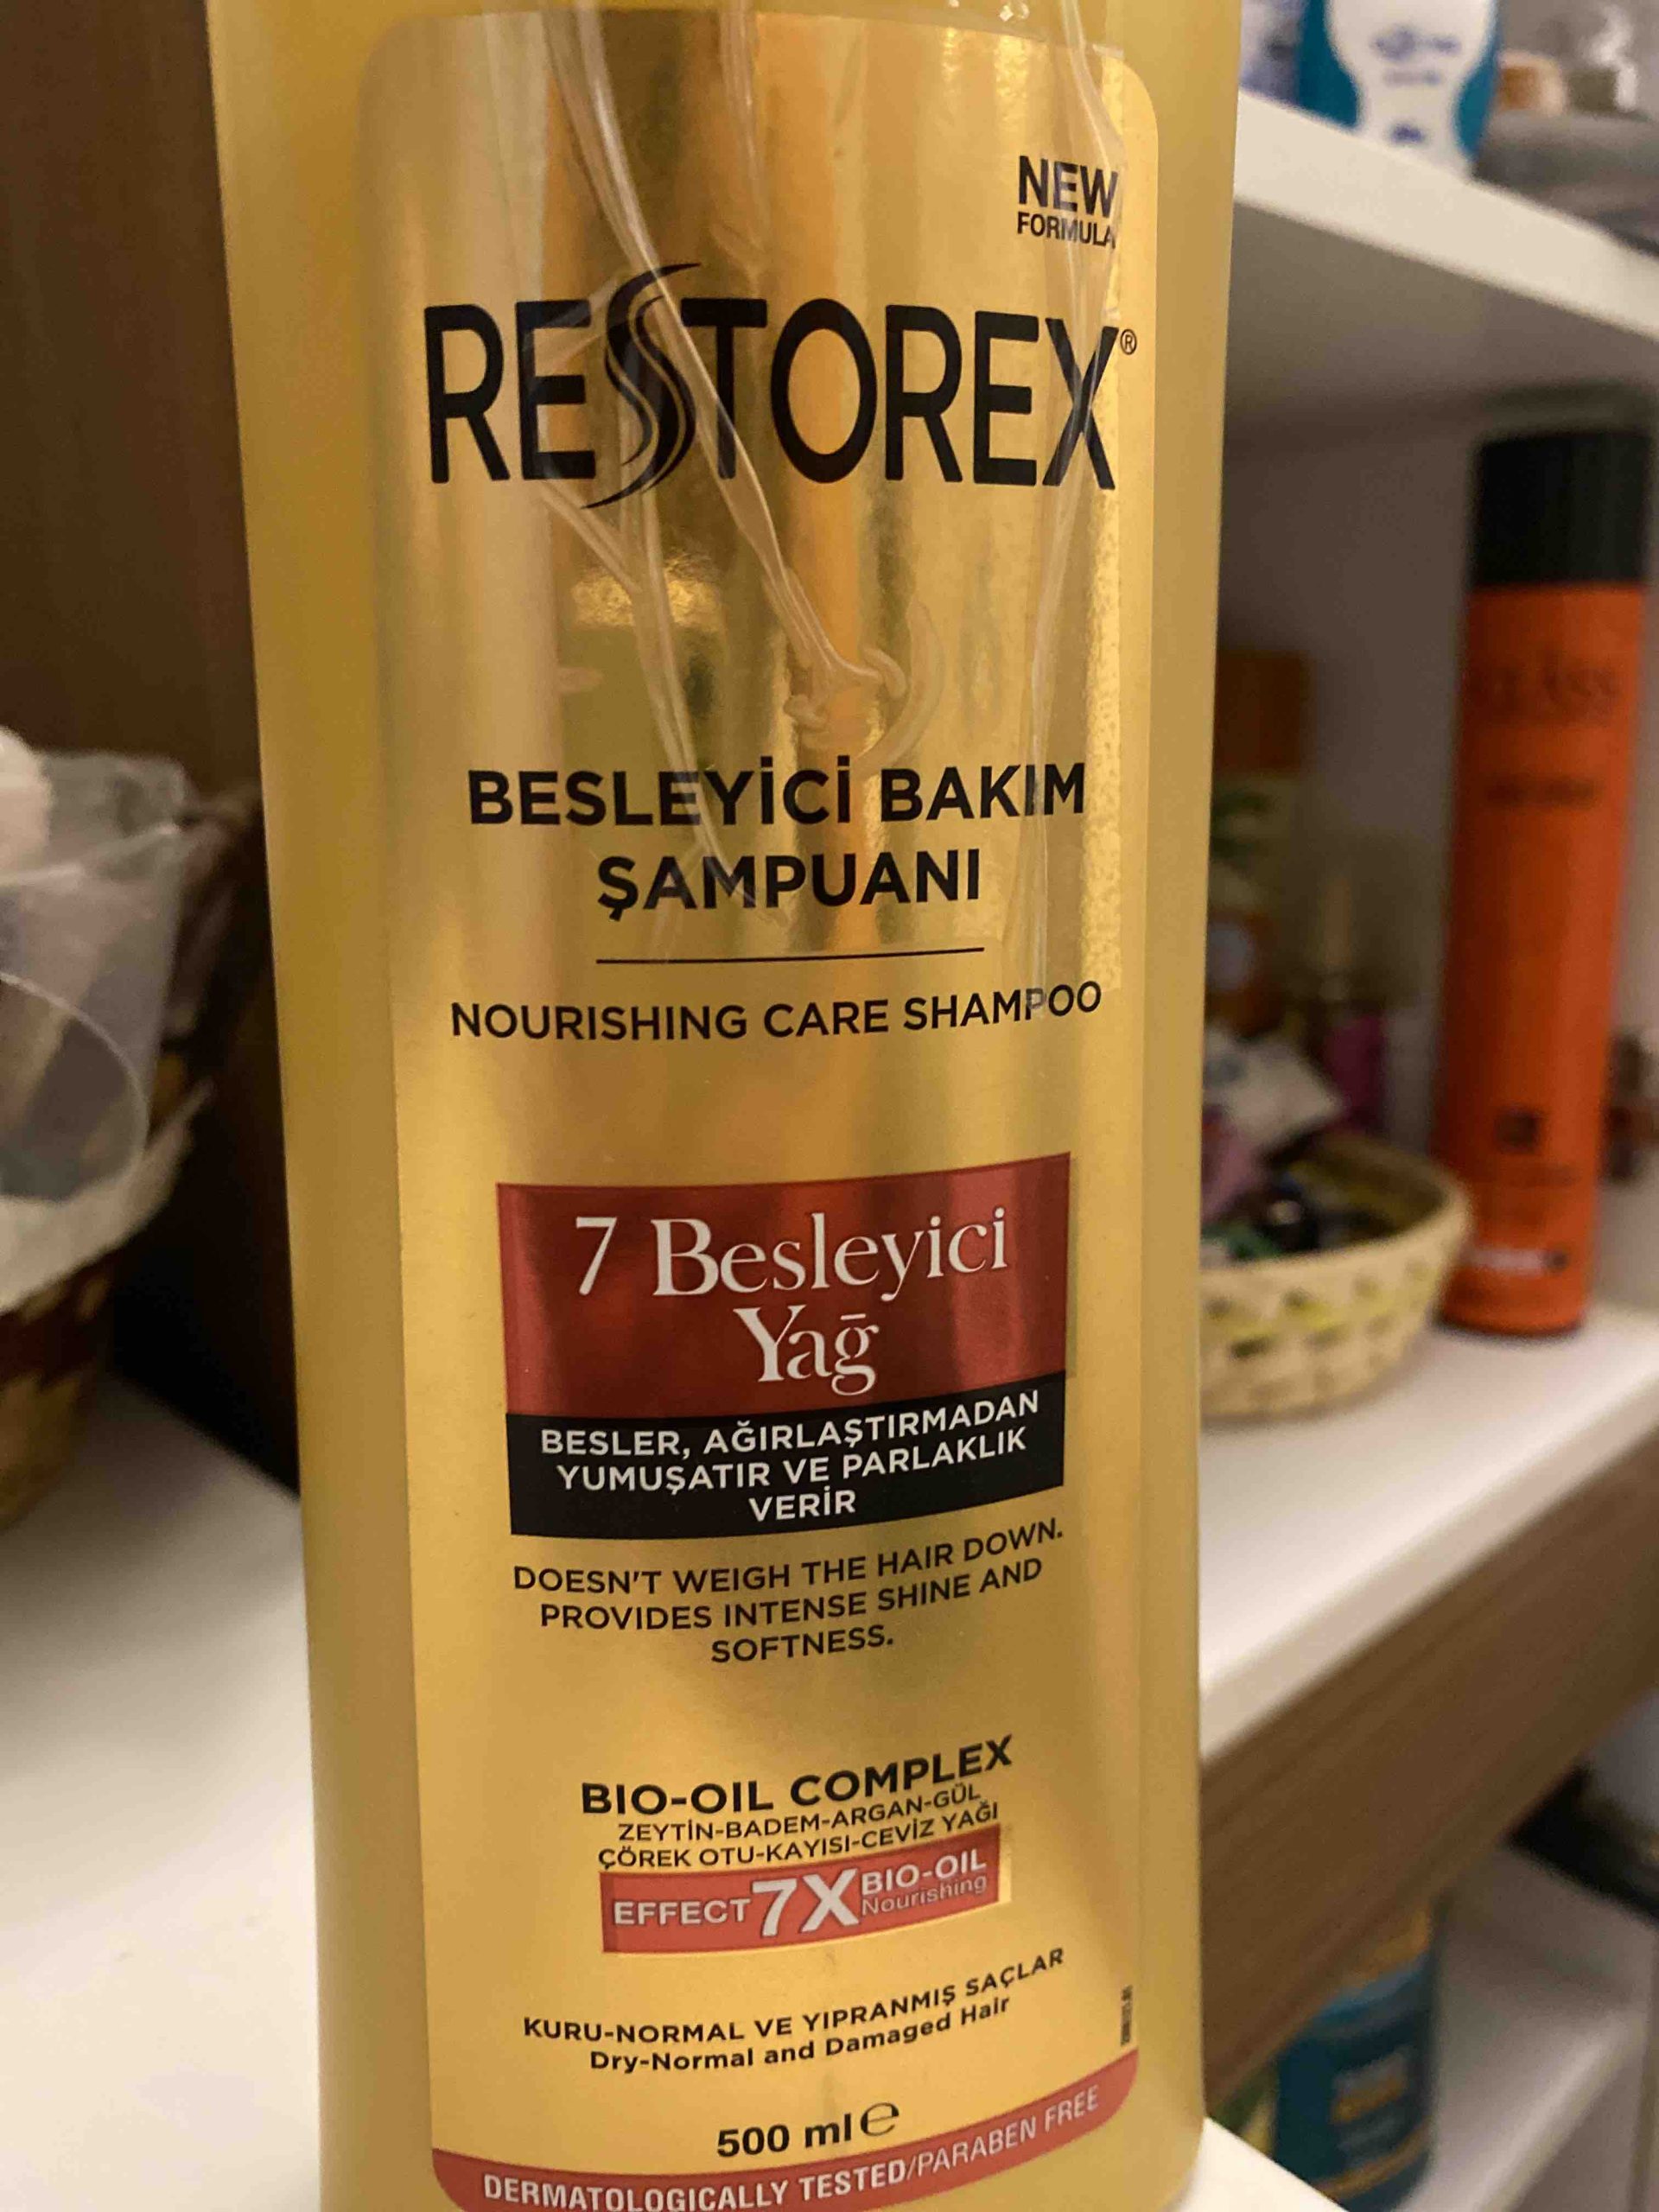 NEW
FORMULA
RESTOREX®
BESLEYİCİ BAKIM
ŞAMPUANI
NOURISHING CARE SHAMPOO
7 Besleyici
Yağ
BESLER, AĞIRLAŞTIRMADAN
YUMUŞATIR VE PARLAKLIK
VERİR
DOESN'T WEIGH THE HAIR DOWN.
PROVIDES INTENSE SHINE AND
SOFTNESS.
BIO-OIL COMPLEX
ZEYTİN-BADEM-ARGAN-GÜL
ÇÖREK OTU-KAYISI-CEVİZ YAĞI
EFFECT 7X BIO-OIL
Nourishing
KURU-NORMAL VE YIPRANMIŞ SAÇLAR
Dry-Normal and Damaged Hair
500 ml e
DERMATOLOGICALLY TESTED/PARABEN FREE